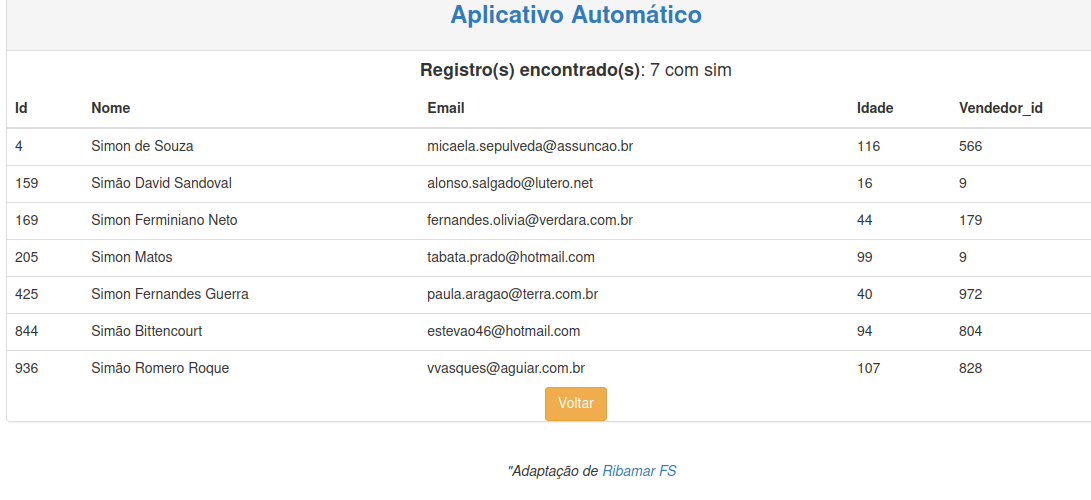 Aplicativo Automático
Registro(s) encontrado(s): 7 com sim
Id Nome Email Idade Vendedor_id
4 Simon de Souza micaela.sepulveda@assuncao.br 116 566
159 Simão David Sandoval alonso.salgado@lutero.net 16 9
169 Simon Ferminiano Neto fernandes.olivia@verdara.com.br 44 179
205 Simon Matos tabata.prado@hotmail.com 99 9
425 Simon Fernandes Guerra paula.aragao@terra.com.br 40 972
844 Simão Bittencourt estevao46@hotmail.com 94 804
936 Simão Romero Roque vvasques@aguiar.com.br 107 828
Voltar
"Adaptação de Ribamar FS